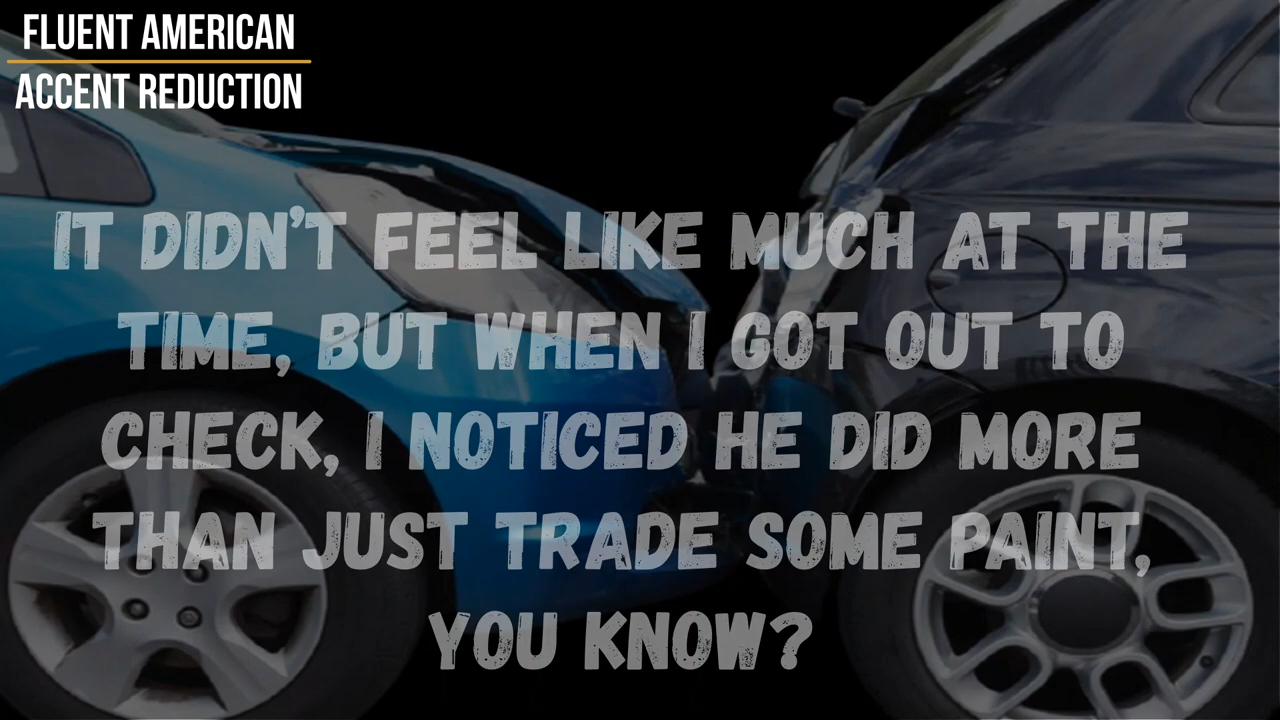 FLUENT AMERICAN
ACCENT REDUCTION
IT DIDN'T FEEL LIKE MUCH AT THE
TIME, BUT WHEN I GOT OUT TO
CHECK, I NOTICED HE DID MORE
THAN JUST TRADE SOME PAINT,
YOU KNOW?